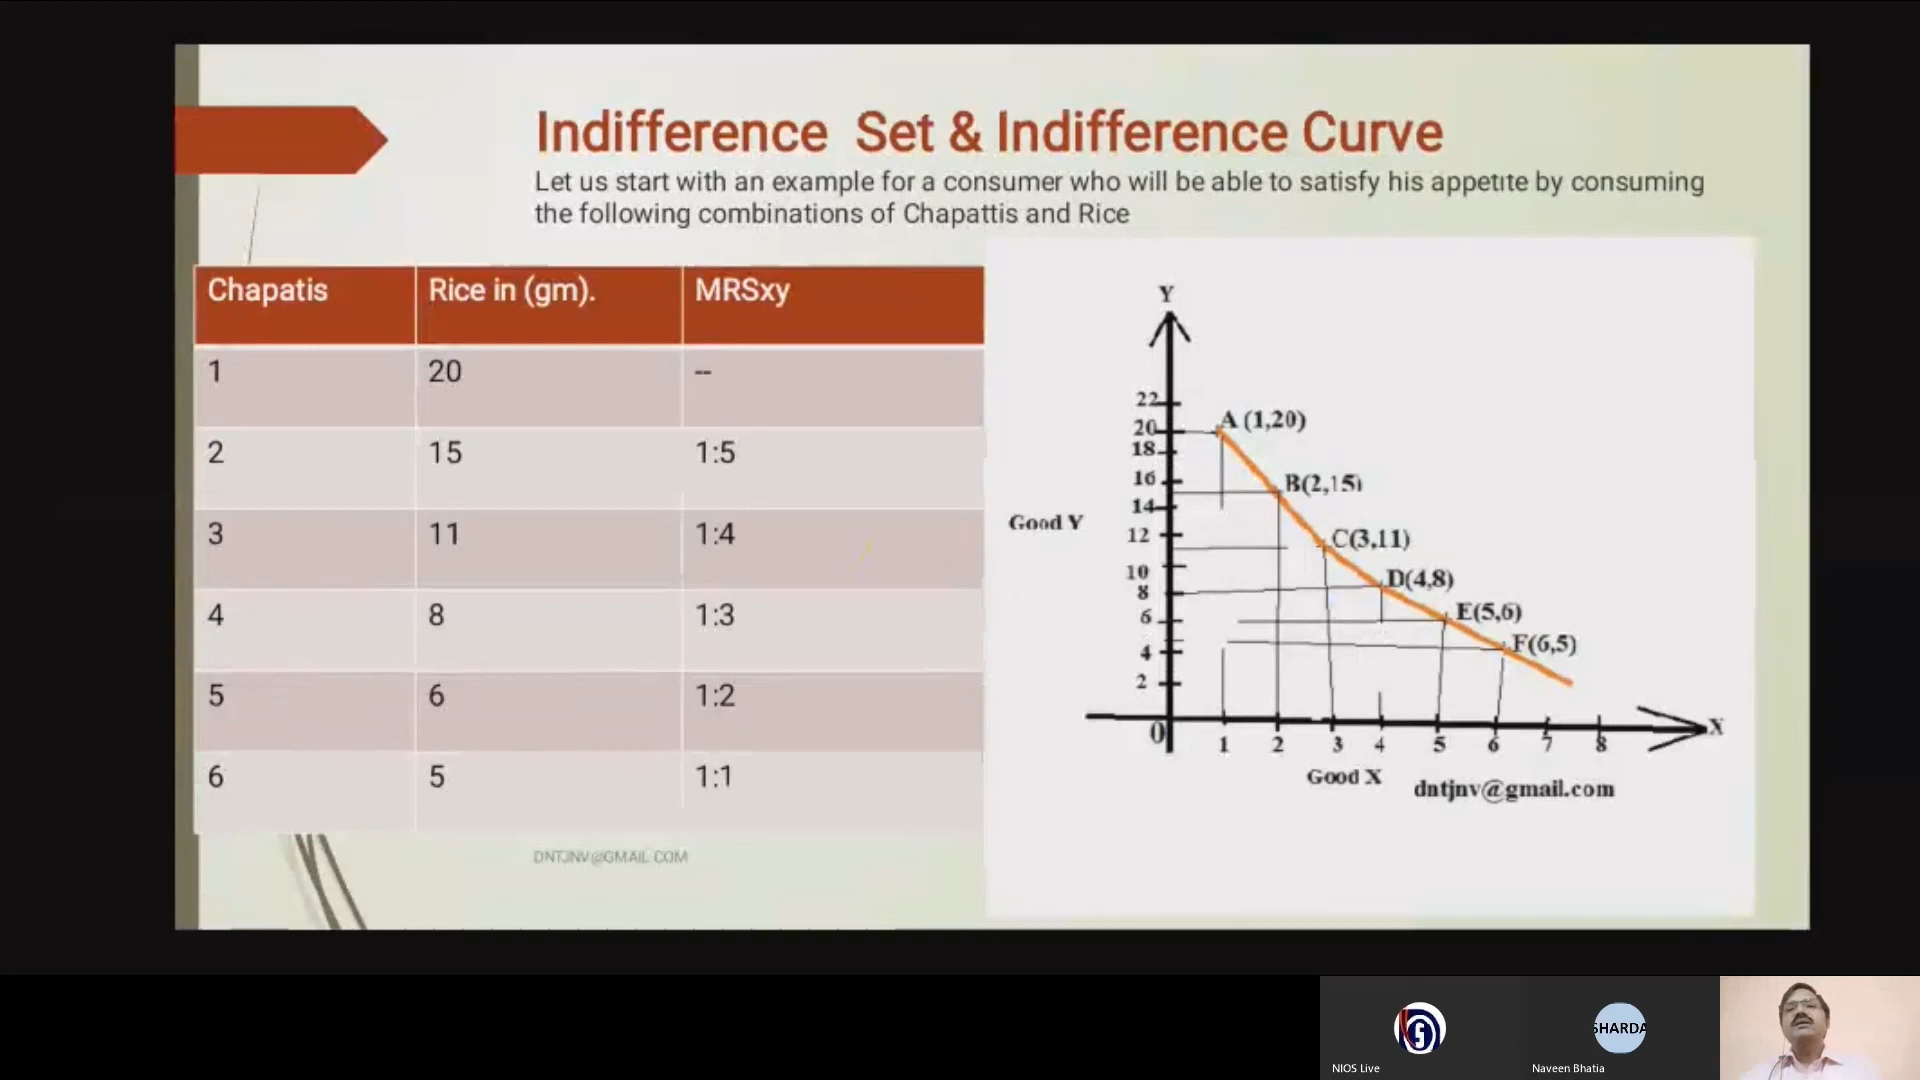 Indifference Set & Indifference Curve
Let us start with an example for a consumer who will be able to satisfy his appetite by consuming
the following combinations of Chapattis and Rice
Chapatis Rice in (gm). MRSxy
1 20 --
2 15 1:5
3 11 1:4
4 8 1:3
5 6 1:2
6 5 1:1
DNTJNV@GMAIL.COM
Y
22
20
18
16
14
12
10
8
6
4
2
0
A (1,20)
B(2,15)
C(3,11)
D(4,8)
E(5,6)
F(6,5)
Good Y
1 2 3 4 5 6 7 8
X
Good X
dntjnv@gmail.com
SHARDA
NIOS Live
Naveen Bhatia